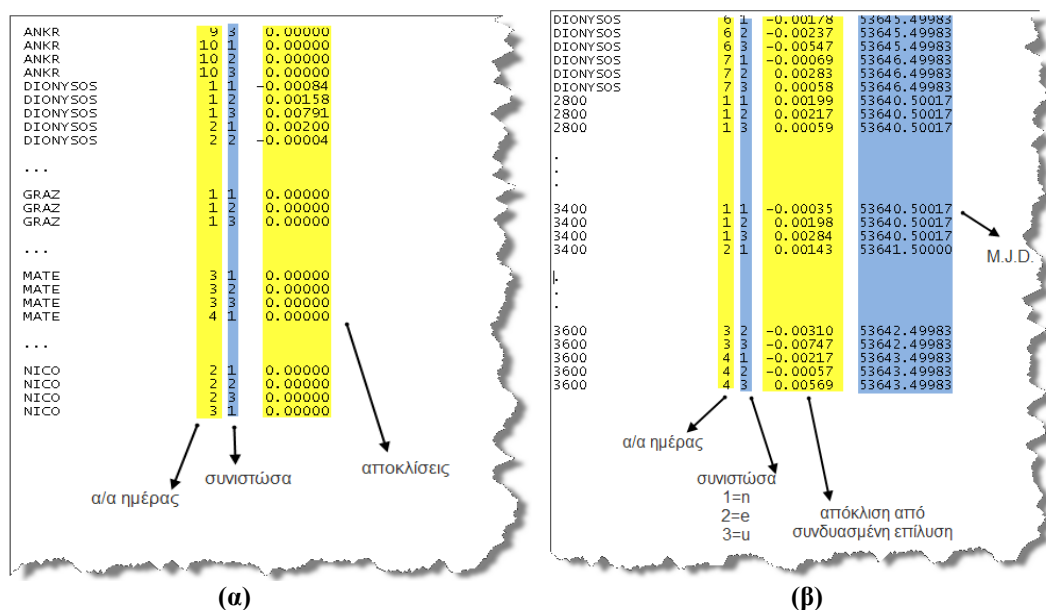 ANKR 9 3 0.00000
ANKR 10 1 0.00000
ANKR 10 2 0.00000
ANKR 10 3 0.00000
DIONYSOS 1 1 -0.00084
DIONYSOS 1 2 0.00158
DIONYSOS 1 3 0.00791
DIONYSOS 2 1 0.00200
DIONYSOS 2 2 -0.00004
...
GRAZ 1 1 0.00000
GRAZ 1 2 0.00000
GRAZ 1 3 0.00000
...
MATE 3 1 0.00000
MATE 3 2 0.00000
MATE 3 3 0.00000
MATE 4 1 0.00000
...
NICO 2 1 0.00000
NICO 2 2 0.00000
NICO 2 3 0.00000
NICO 3 1 0.00000
α/α ημέρας
συνιστώσα
αποκλίσεις
(α)
DIONYSOS 6 1 -0.00178 53645.49983
DIONYSOS 6 2 -0.00237 53645.49983
DIONYSOS 6 3 -0.00547 53645.49983
DIONYSOS 7 1 -0.00069 53646.49983
DIONYSOS 7 2 0.00283 53646.49983
DIONYSOS 7 3 0.00058 53646.49983
2800 1 1 0.00199 53640.50017
2800 1 2 0.00217 53640.50017
2800 1 3 0.00059 53640.50017
.
.
.
3400 1 1 -0.00035 53640.50017
3400 1 2 0.00198 53640.50017
3400 1 3 0.00284 53640.50017
3400 2 1 0.00143 53641.50000
.
.
.
3600 3 2 -0.00310 53642.49983
3600 3 3 -0.00747 53642.49983
3600 4 1 -0.00217 53643.49983
3600 4 2 -0.00057 53643.49983
3600 4 3 0.00569 53643.49983
M.J.D.
α/α ημέρας
συνιστώσα
1=n
2=e
3=u
απόκλιση από
συνδυασμένη επίλυση
(β)